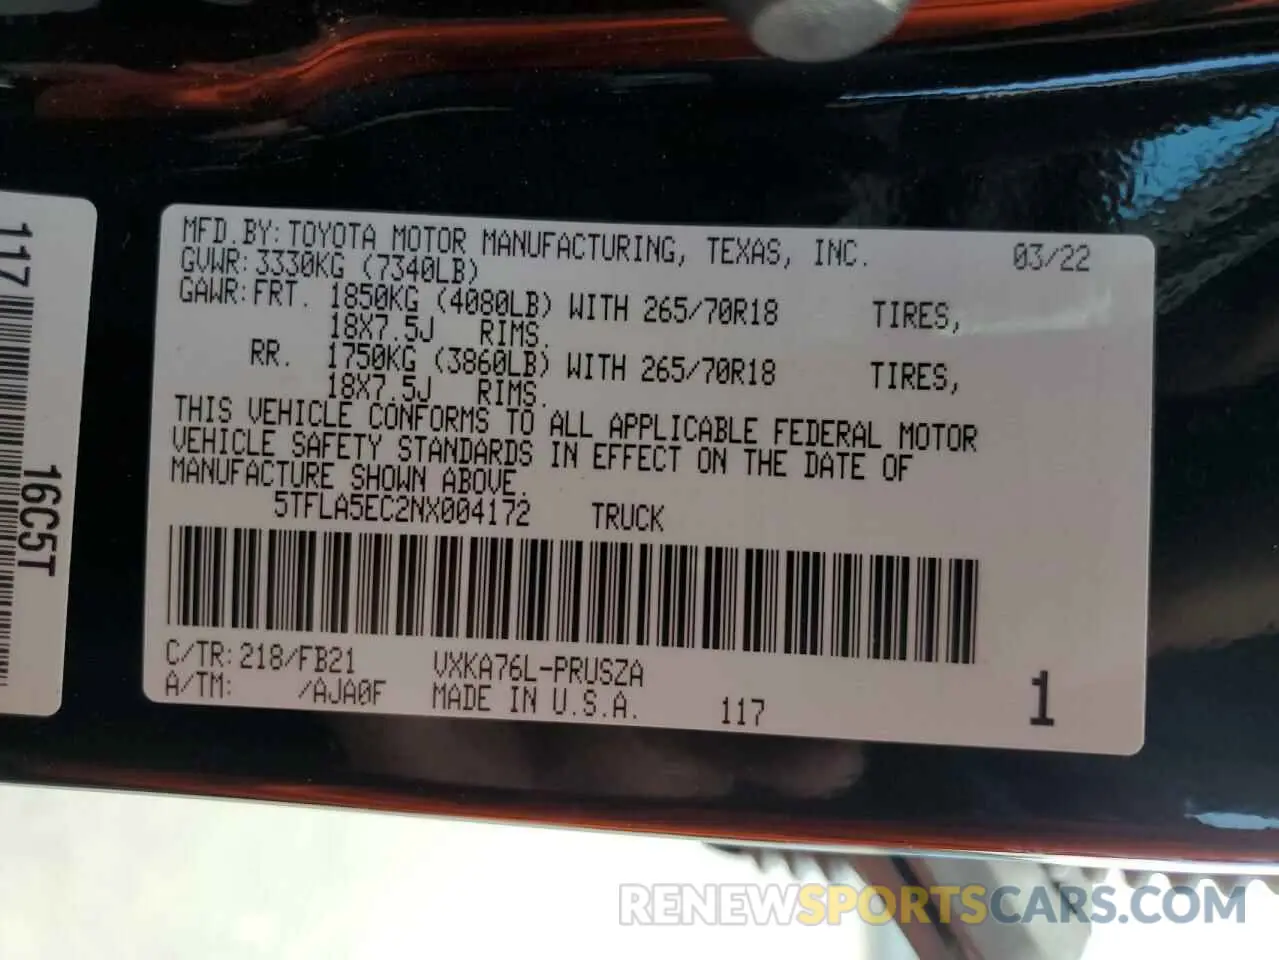 MFD.BY:TOYOTA MOTOR MANUFACTURING, TEXAS, INC. 03/22
GVWR:3330KG (7340LB)
GAWR:FRT. 1850KG (4080LB) WITH 265/70R18 TIRES,
18X7.5J RIMS.
RR. 1750KG (3860LB) WITH 265/70R18 TIRES,
18X7.5J RIMS.
THIS VEHICLE CONFORMS TO ALL APPLICABLE FEDERAL MOTOR
VEHICLE SAFETY STANDARDS IN EFFECT ON THE DATE OF
MANUFACTURE SHOWN ABOVE.
5TFLA5EC2NX004172 TRUCK
C/TR:218/FB21 VXKA76L-PRUSZA
A/TM: /AJA0F MADE IN U.S.A. 117 1
117
16C5T
RENEWSPORTSCARS.COM